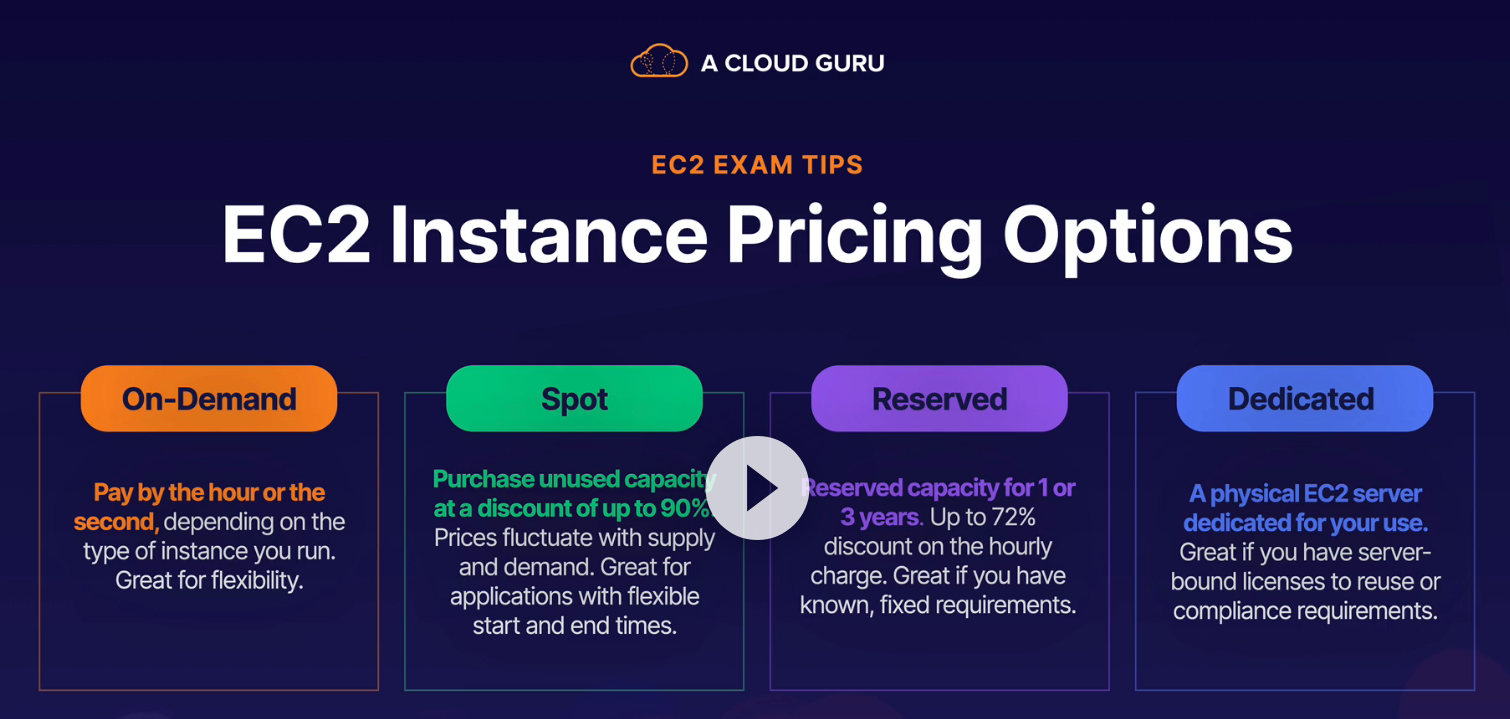 A CLOUD GURU
EC2 EXAM TIPS
EC2 Instance Pricing Options
On-Demand
Pay by the hour or the
second, depending on the
type of instance you run.
Great for flexibility.
Spot
Purchase unused capacity
at a discount of up to 90%
Prices fluctuate with supply
and demand. Great for
applications with flexible
start and end times.
Reserved
Reserved capacity for 1 or
3 years. Up to 72%
discount on the hourly
charge. Great if you have
known, fixed requirements.
Dedicated
A physical EC2 server
dedicated for your use.
Great if you have server-
bound licenses to reuse or
compliance requirements.